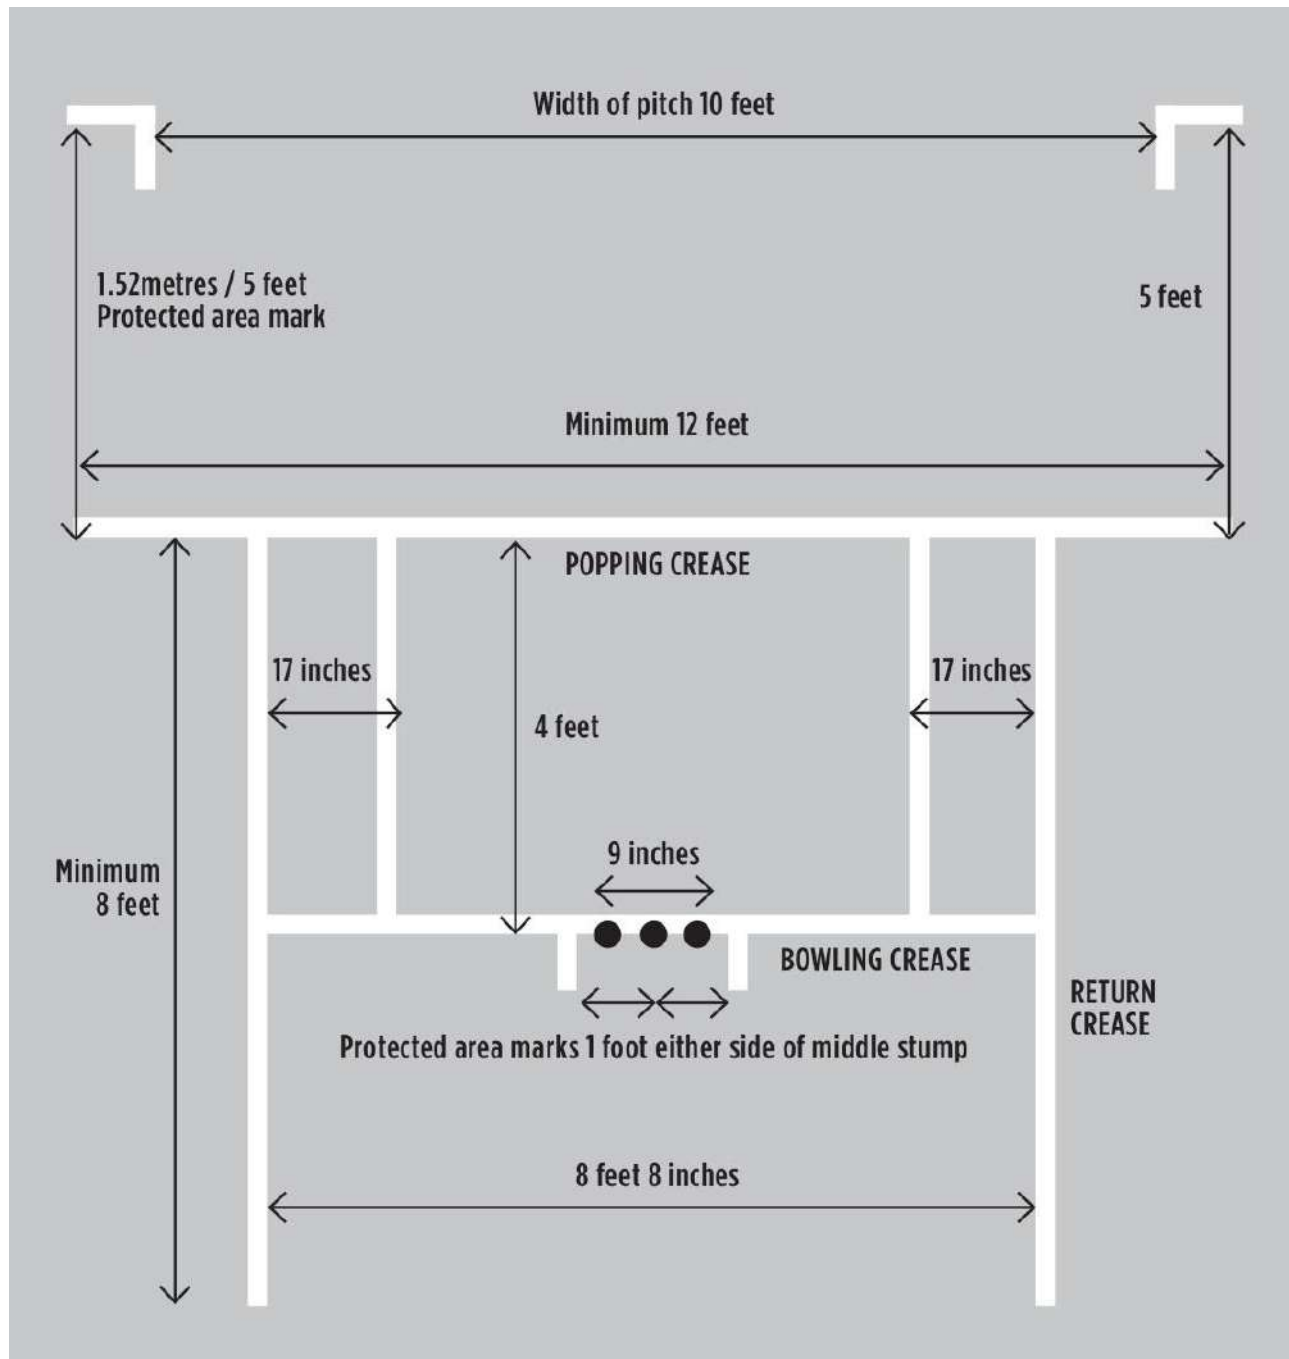 Width of pitch 10 feet
1.52metres / 5 feet
Protected area mark
5 feet
Minimum 12 feet
POPPING CREASE
17 inches
17 inches
4 feet
9 inches
Minimum
8 feet
BOWLING CREASE
RETURN
CREASE
Protected area marks 1 foot either side of middle stump
8 feet 8 inches